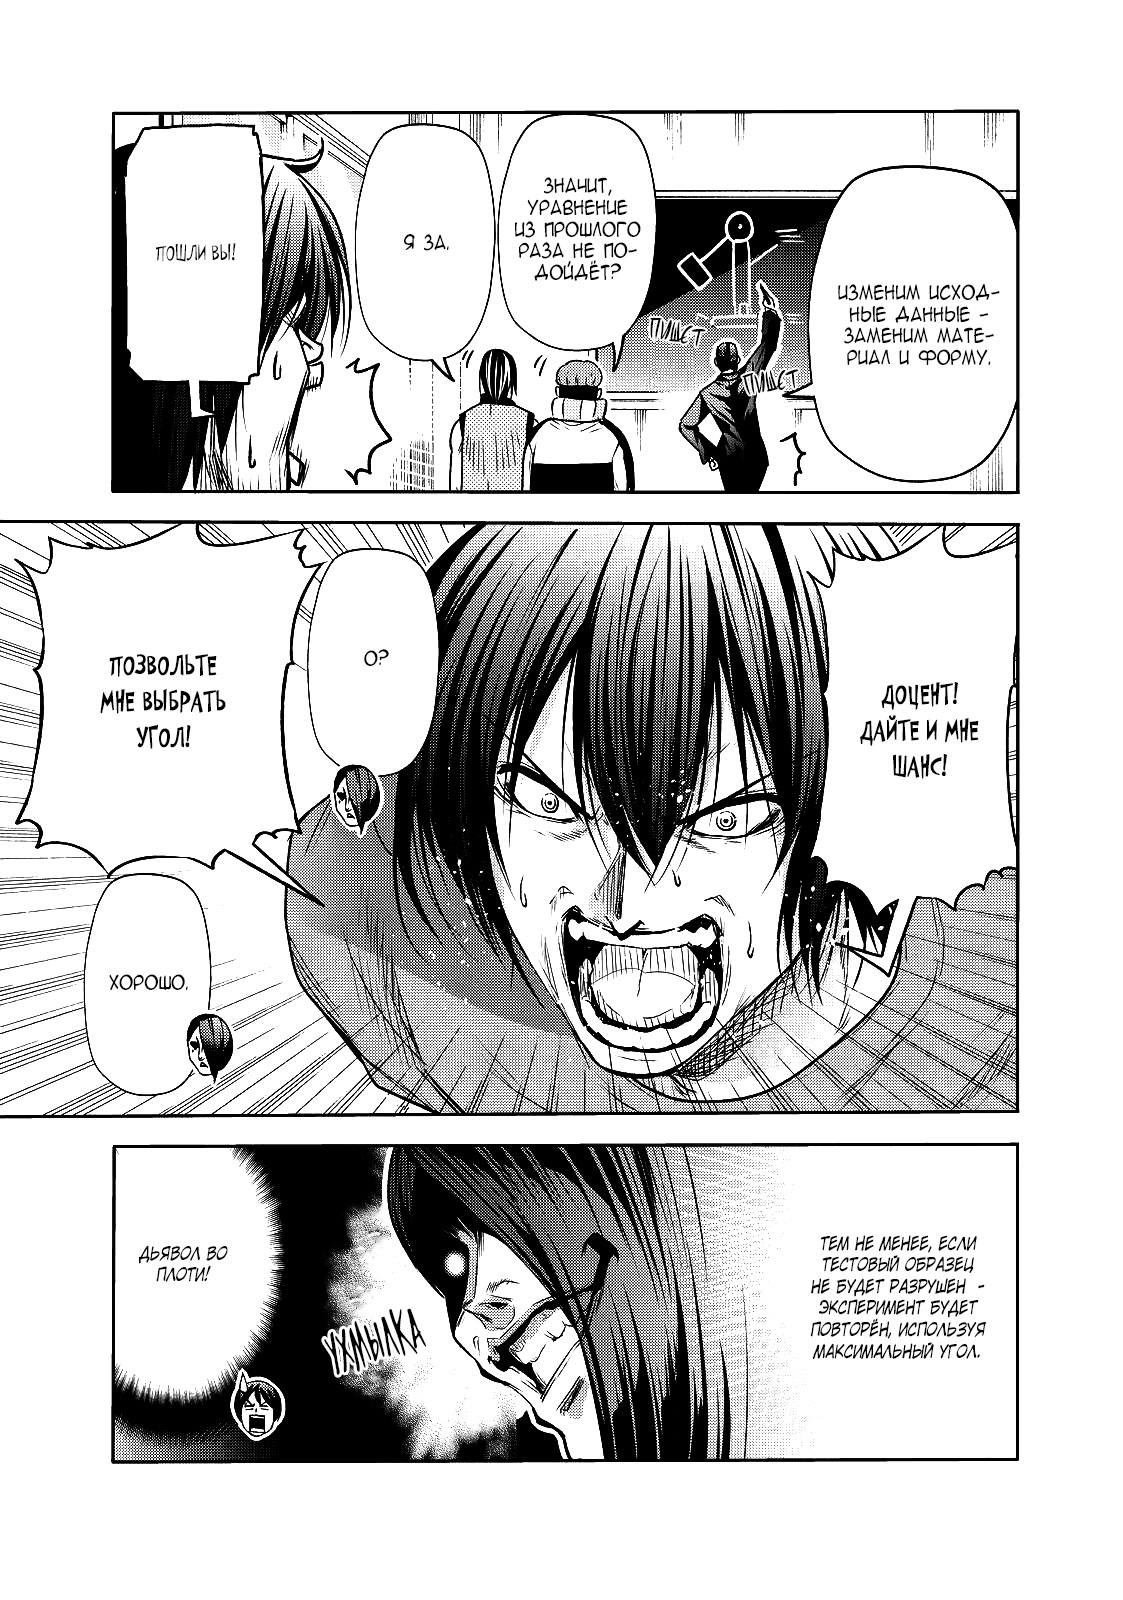 ИЗМЕНИМ ИСХОД-
НЫЕ ДАННЫЕ -
ЗАМЕНИМ МАТЕ-
РИАЛ И ФОРМУ.
ПИШЕТ
ПИШЕТ
ЗНАЧИТ,
УРАВНЕНИЕ
ИЗ ПРОШЛОГО
РАЗА НЕ ПО-
ДОЙДЁТ?
Я ЗА.
ПОШЛИ ВЫ!
ДОЦЕНТ!
ДАЙТЕ И МНЕ
ШАНС!
О?
ПОЗВОЛЬТЕ
МНЕ ВЫБРАТЬ
УГОЛ!
ХОРОШО.
ТЕМ НЕ МЕНЕЕ, ЕСЛИ
ТЕСТОВЫЙ ОБРАЗЕЦ
НЕ БУДЕТ РАЗРУШЕН -
ЭКСПЕРИМЕНТ БУДЕТ
ПОВТОРЁН, ИСПОЛЬЗУЯ
МАКСИМАЛЬНЫЙ УГОЛ.
УХМЫЛКА
ДЬЯВОЛ ВО
ПЛОТИ!